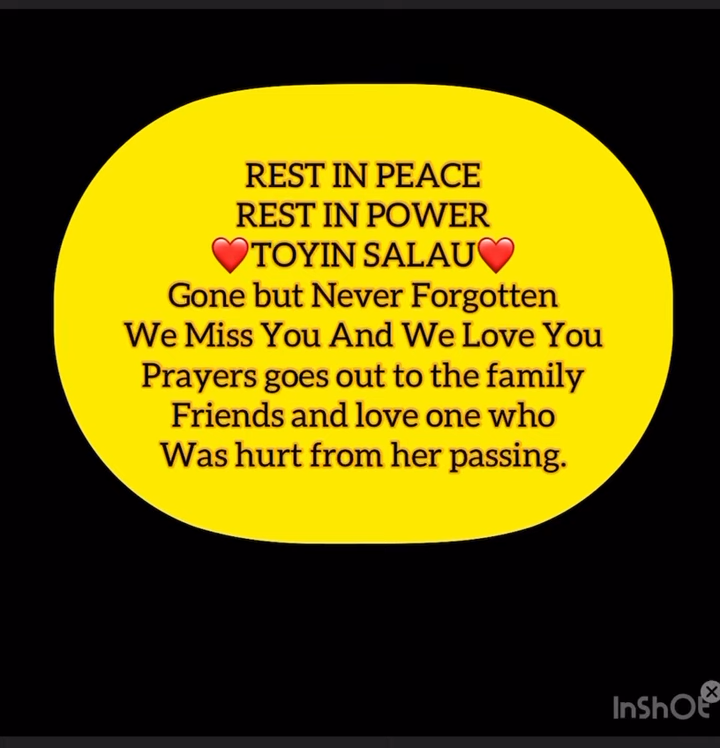 REST IN PEACE
REST IN POWER
❤️TOYIN SALAU❤️
Gone but Never Forgotten
We Miss You And We Love You
Prayers goes out to the family
Friends and love one who
Was hurt from her passing.
InShOt